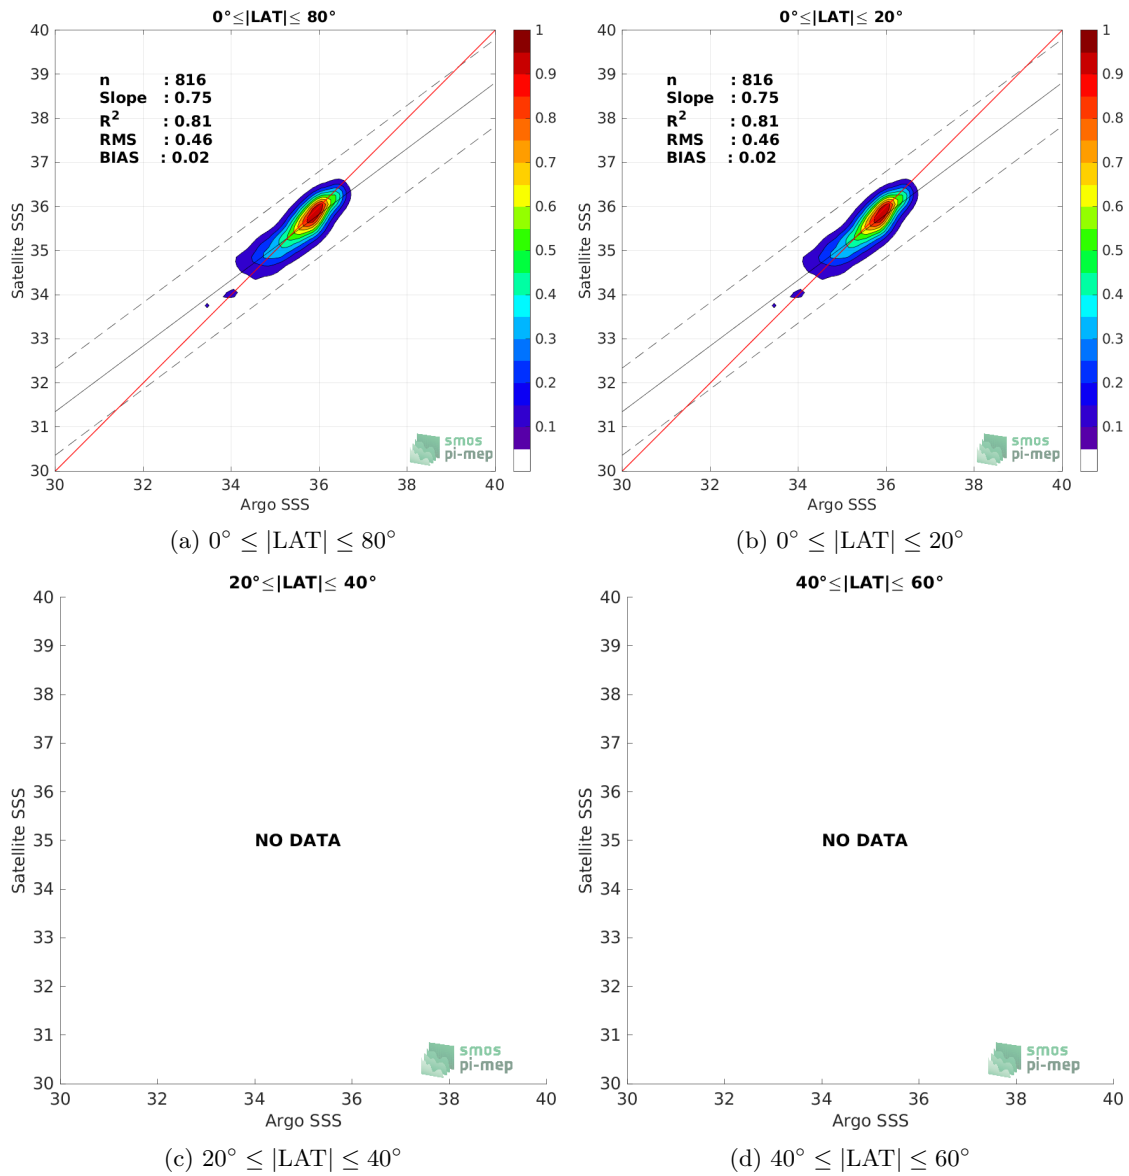 0°≤|LAT|≤ 80°
n : 816
Slope : 0.75
R² : 0.81
RMS : 0.46
BIAS : 0.02
40
39
38
37
36
35
34
33
32
31
30
Satellite SSS
30 32 34 36 38 40
Argo SSS
1
0.9
0.8
0.7
0.6
0.5
0.4
0.3
0.2
0.1
smos
pi-mep
(a) 0° ≤ |LAT| ≤ 80°
0°≤|LAT|≤ 20°
n : 816
Slope : 0.75
R² : 0.81
RMS : 0.46
BIAS : 0.02
40
39
38
37
36
35
34
33
32
31
30
Satellite SSS
30 32 34 36 38 40
Argo SSS
1
0.9
0.8
0.7
0.6
0.5
0.4
0.3
0.2
0.1
smos
pi-mep
(b) 0° ≤ |LAT| ≤ 20°
20°≤|LAT|≤ 40°
40
39
38
37
36
35
34
33
32
31
30
Satellite SSS
NO DATA
30 32 34 36 38 40
Argo SSS
smos
pi-mep
(c) 20° ≤ |LAT| ≤ 40°
40°≤|LAT|≤ 60°
40
39
38
37
36
35
34
33
32
31
30
Satellite SSS
NO DATA
30 32 34 36 38 40
Argo SSS
smos
pi-mep
(d) 40° ≤ |LAT| ≤ 60°